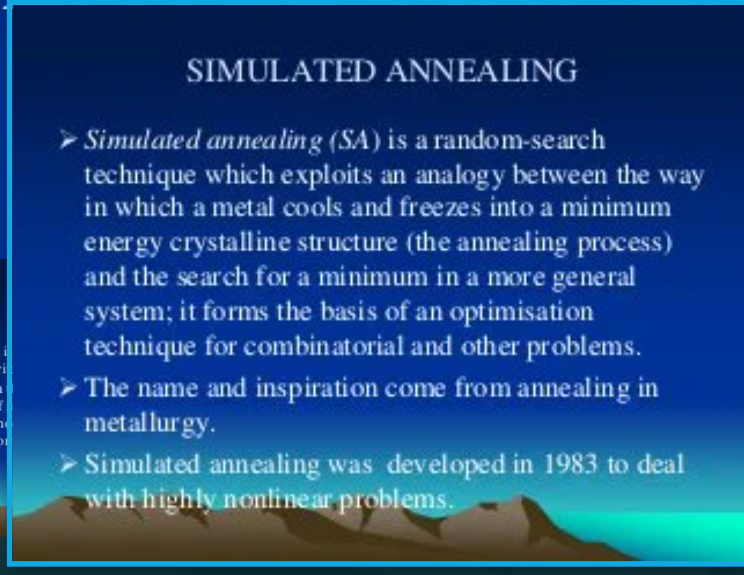 SIMULATED ANNEALING
➢ Simulated annealing (SA) is a random-search
technique which exploits an analogy between the way
in which a metal cools and freezes into a minimum
energy crystalline structure (the annealing process)
and the search for a minimum in a more general
system; it forms the basis of an optimisation
technique for combinatorial and other problems.
➢ The name and inspiration come from annealing in
metallurgy.
➢ Simulated annealing was developed in 1983 to deal
with highly nonlinear problems.